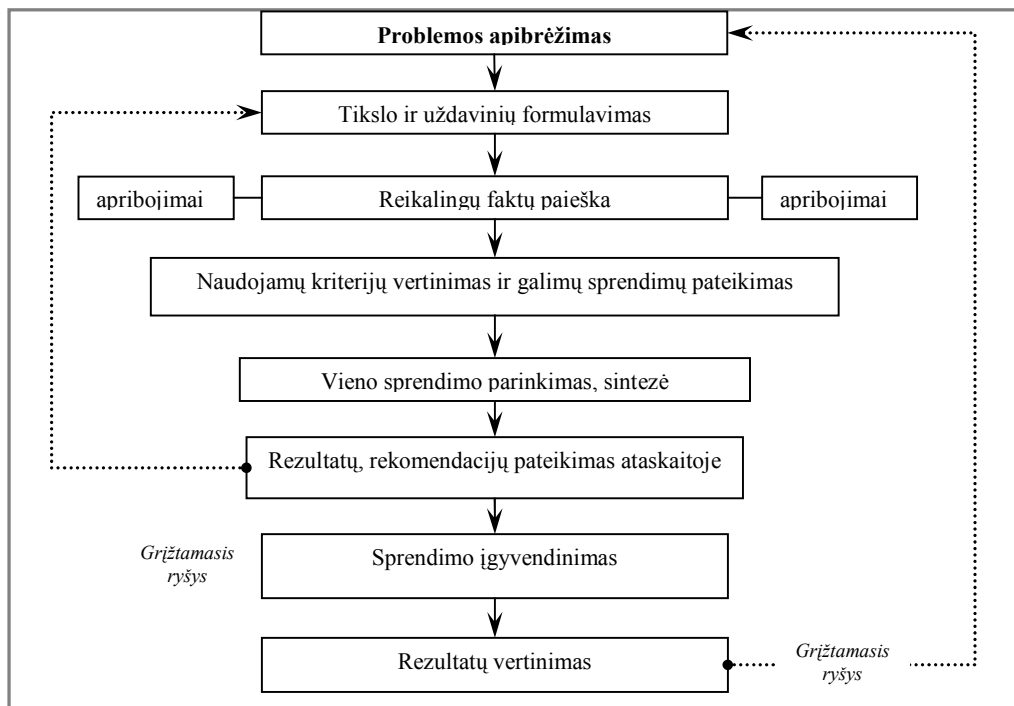 Problemos apibrėžimas
Tikslo ir uždavinių formulavimas
apribojimai
Reikalingų faktų paieška
apribojimai
Naudojamų kriterijų vertinimas ir galimų sprendimų pateikimas
Vieno sprendimo parinkimas, sintezė
Rezultatų, rekomendacijų pateikimas ataskaitoje
Grįžtamasis
ryšys
Sprendimo įgyvendinimas
Rezultatų vertinimas
Grįžtamasis
ryšys